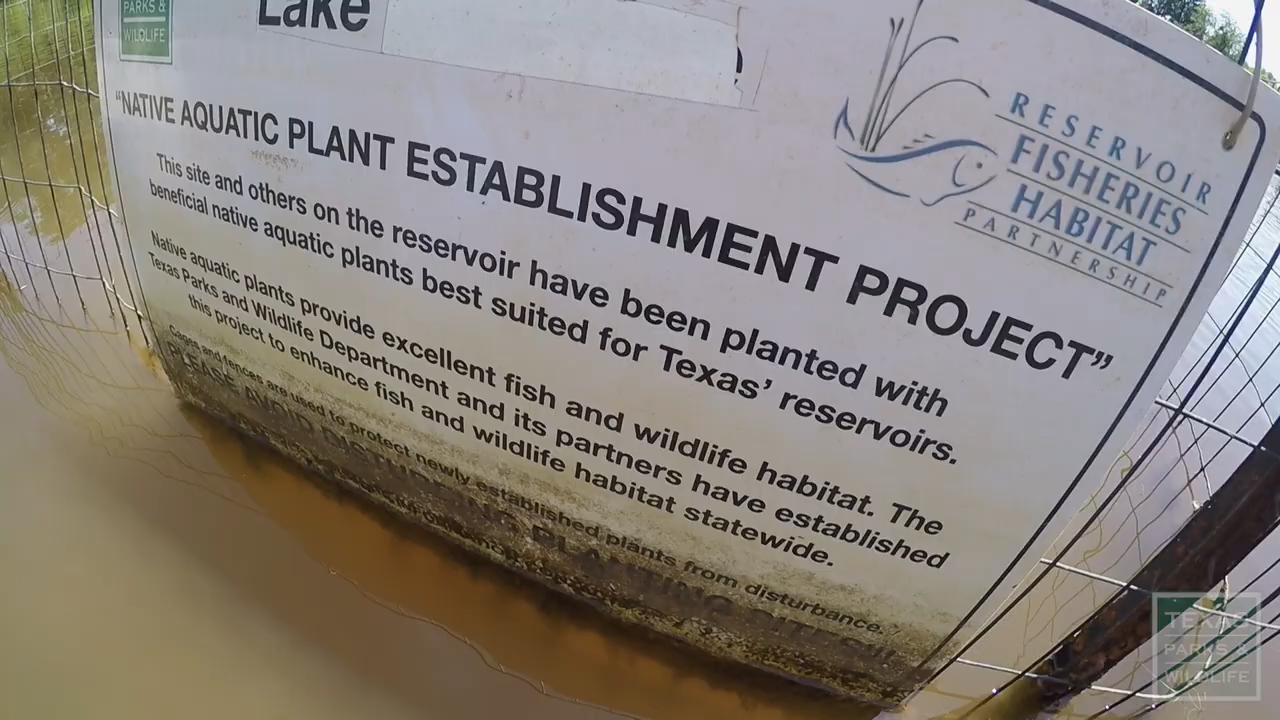 PARKS &
WILDLIFE
Lake
"NATIVE AQUATIC PLANT ESTABLISHMENT PROJECT"
RESERVOIR
FISHERIES
HABITAT
PARTNERSHIP
This site and others on the reservoir have been planted with
beneficial native aquatic plants best suited for Texas' reservoirs.
Native aquatic plants provide excellent fish and wildlife habitat. The
Texas Parks and Wildlife Department and its partners have established
this project to enhance fish and wildlife habitat statewide.
Cages and fences are used to protect newly established plants from disturbance.
PLEASE AVOID DISTURBING PLANTING SITES
TEXAS
PARKS &
WILDLIFE